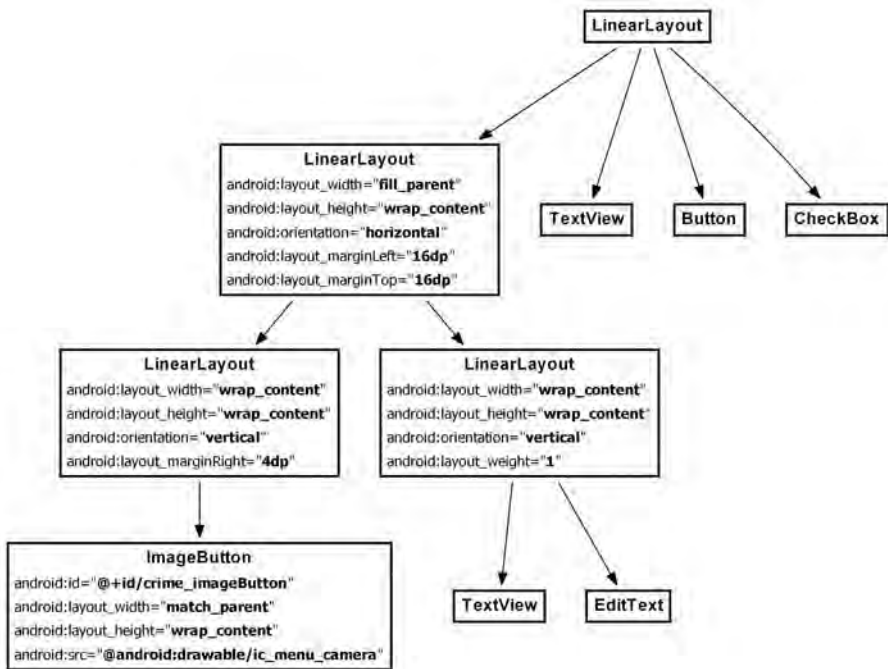 LinearLayout
LinearLayout
android:layout_width="fill_parent"
android:layout_height="wrap_content"
android:orientation="horizontal"
android:layout_marginLeft="16dp"
android:layout_marginTop="16dp"
TextView
Button
CheckBox
LinearLayout
android:layout_width="wrap_content"
android:layout_height="wrap_content"
android:orientation="vertical"
android:layout_marginRight="4dp"
LinearLayout
android:layout_width="wrap_content"
android:layout_height="wrap_content"
android:orientation="vertical"
android:layout_weight="1"
ImageButton
android:id="@+id/crime_imageButton"
android:layout_width="match_parent"
android:layout_height="wrap_content"
android:src="@android:drawable/ic_menu_camera"
TextView
EditText